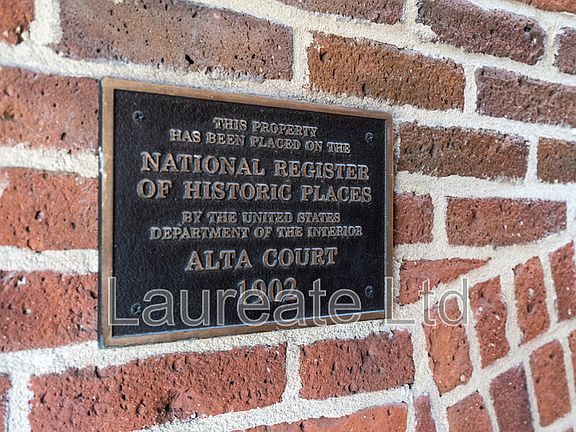 THIS PROPERTY
HAS BEEN PLACED ON THE
NATIONAL REGISTER
OF HISTORIC PLACES
BY THE UNITED STATES
DEPARTMENT OF THE INTERIOR
ALTA COURT
1902
Laureate Ltd